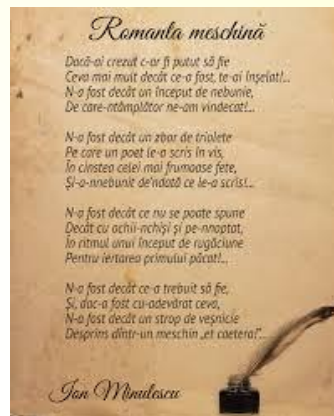 Romanta meschină
Dacă-ai crezut c-ar fi putut să fie
Ceva mai mult decât ce-a fost, te-ai înșelat!...
N-a fost decât un început de nebunie,
De care-ntâmplător ne-am vindecat!...
N-a fost decât un zbor de triolete
Pe care un poet le-a scris în vis,
În cinstea celei mai frumoase fete,
Și-a-nnebunit de'ndată ce le-a scris!...
N-a fost decât ce nu se poate spune
Decât cu ochii-nchiși și pe-nnoptat,
În ritmul unui început de rugăciune
Pentru iertarea primului păcat!...
N-a fost decât ce-a trebuit să fie,
Și, dac-a fost cu-adevărat ceva,
N-a fost decât un strop de veșnicie
Desprins dintr-un meschin „et caetera!”...
Ion Minulescu